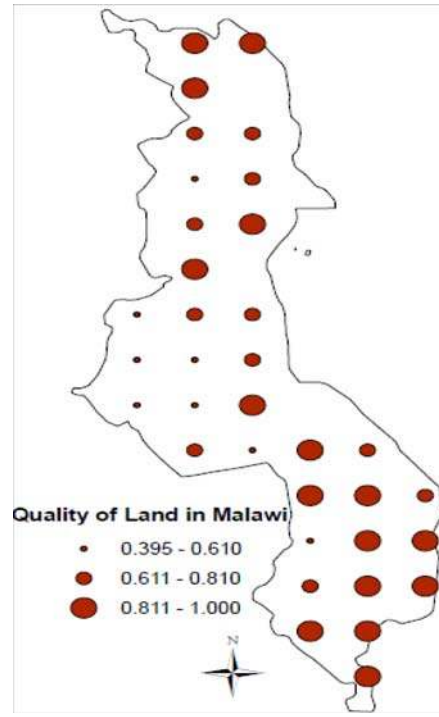 Quality of Land in Malawi
0.395 - 0.610
0.611 - 0.810
0.811 - 1.000
N